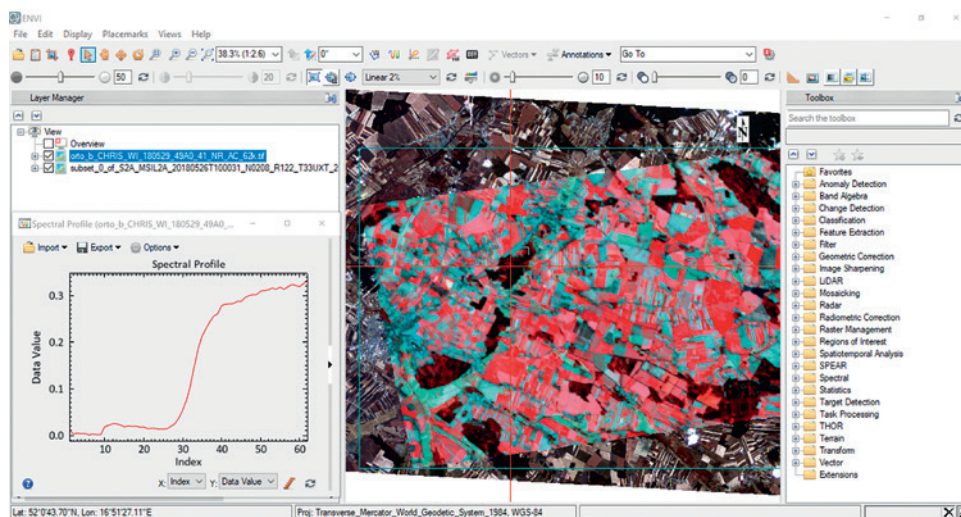 ENVI
File Edit Display Placemarks Views Help
38.3% (1:2.6) 0° Vectors Annotations Go To
50 20 Linear 2% 10 0
Layer Manager
View
Overview
orto_b_CHRIS_WI_180529_49A0_41_NR_AC_62k.tif
subset_0_of_S2A_MSIL2A_20180526T100031_N0208_R122_T33UXT_2
Spectral Profile (orto_b_CHRIS_WI_180529_49A0_...
Import Export Options
Spectral Profile
Data Value
0.3
0.2
0.1
0.0
10 20 30 40 50 60
Index
X: Index Y: Data Value
N
Toolbox
Search the toolbox
Favorites
Anomaly Detection
Band Algebra
Change Detection
Classification
Feature Extraction
Filter
Geometric Correction
Image Sharpening
LiDAR
Mosaicking
Radar
Radiometric Correction
Raster Management
Regions of Interest
Spatiotemporal Analysis
SPEAR
Spectral
Statistics
Target Detection
Task Processing
THOR
Terrain
Transform
Vector
Extensions
Lat: 52°0'43.70"N, Lon: 16°51'27.11"E Proj: Transverse_Mercator_World_Geodetic_System_1984, WGS-84